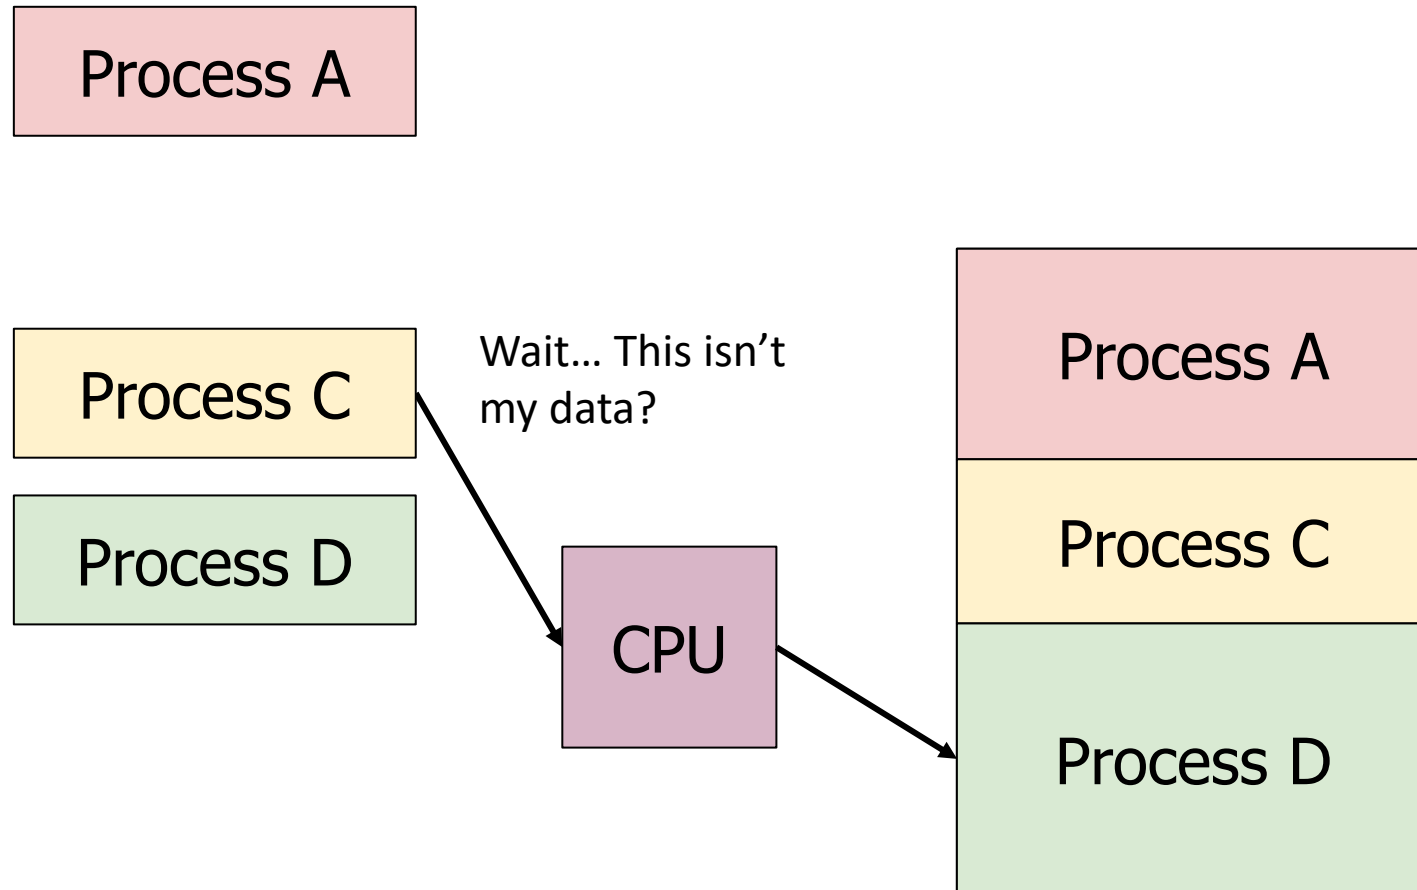 Process A
Process C
Wait... This isn’t
my data?
Process D
CPU
Process A
Process C
Process D